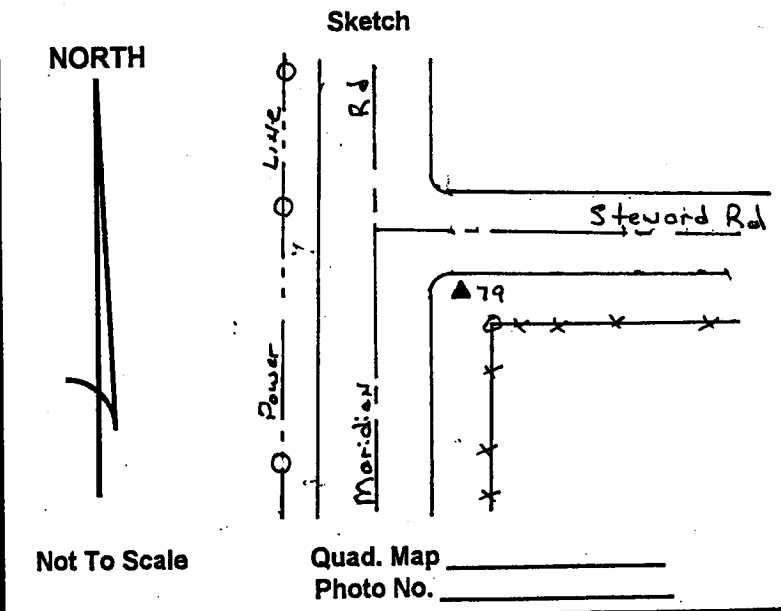 Sketch
NORTH
Power Line
Meridian Rd
Steword Rd
79
Not To Scale
Quad. Map
Photo No.